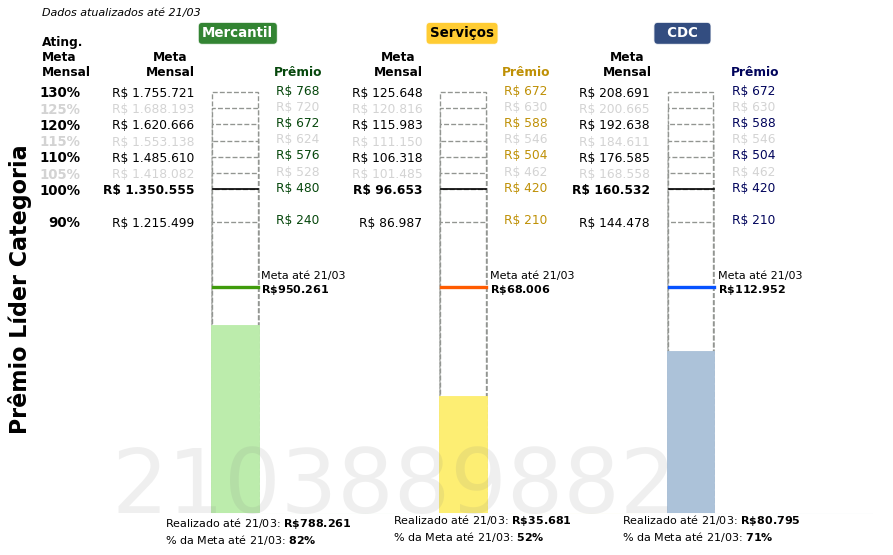 Dados atualizados até 21/03
Mercantil Serviços CDC
Ating. Meta Mensal
Meta Mensal Prêmio Meta Mensal Prêmio Meta Mensal Prêmio
130% R$ 1.755.721 R$ 768 R$ 125.648 R$ 672 R$ 208.691 R$ 672
125% R$ 1.688.193 R$ 720 R$ 120.816 R$ 630 R$ 200.665 R$ 630
120% R$ 1.620.666 R$ 672 R$ 115.983 R$ 588 R$ 192.638 R$ 588
115% R$ 1.553.138 R$ 624 R$ 111.150 R$ 546 R$ 184.611 R$ 546
110% R$ 1.485.610 R$ 576 R$ 106.318 R$ 504 R$ 176.585 R$ 504
105% R$ 1.418.082 R$ 528 R$ 101.485 R$ 462 R$ 168.558 R$ 462
100% R$ 1.350.555 R$ 480 R$ 96.653 R$ 420 R$ 160.532 R$ 420
90% R$ 1.215.499 R$ 240 R$ 86.987 R$ 210 R$ 144.478 R$ 210
Meta até 21/03 Meta até 21/03 Meta até 21/03
R$950.261 R$68.006 R$112.952
Prêmio Líder Categoria
2103889882
Realizado até 21/03: R$788.261 Realizado até 21/03: R$35.681 Realizado até 21/03: R$80.795
% da Meta até 21/03: 82% % da Meta até 21/03: 52% % da Meta até 21/03: 71%